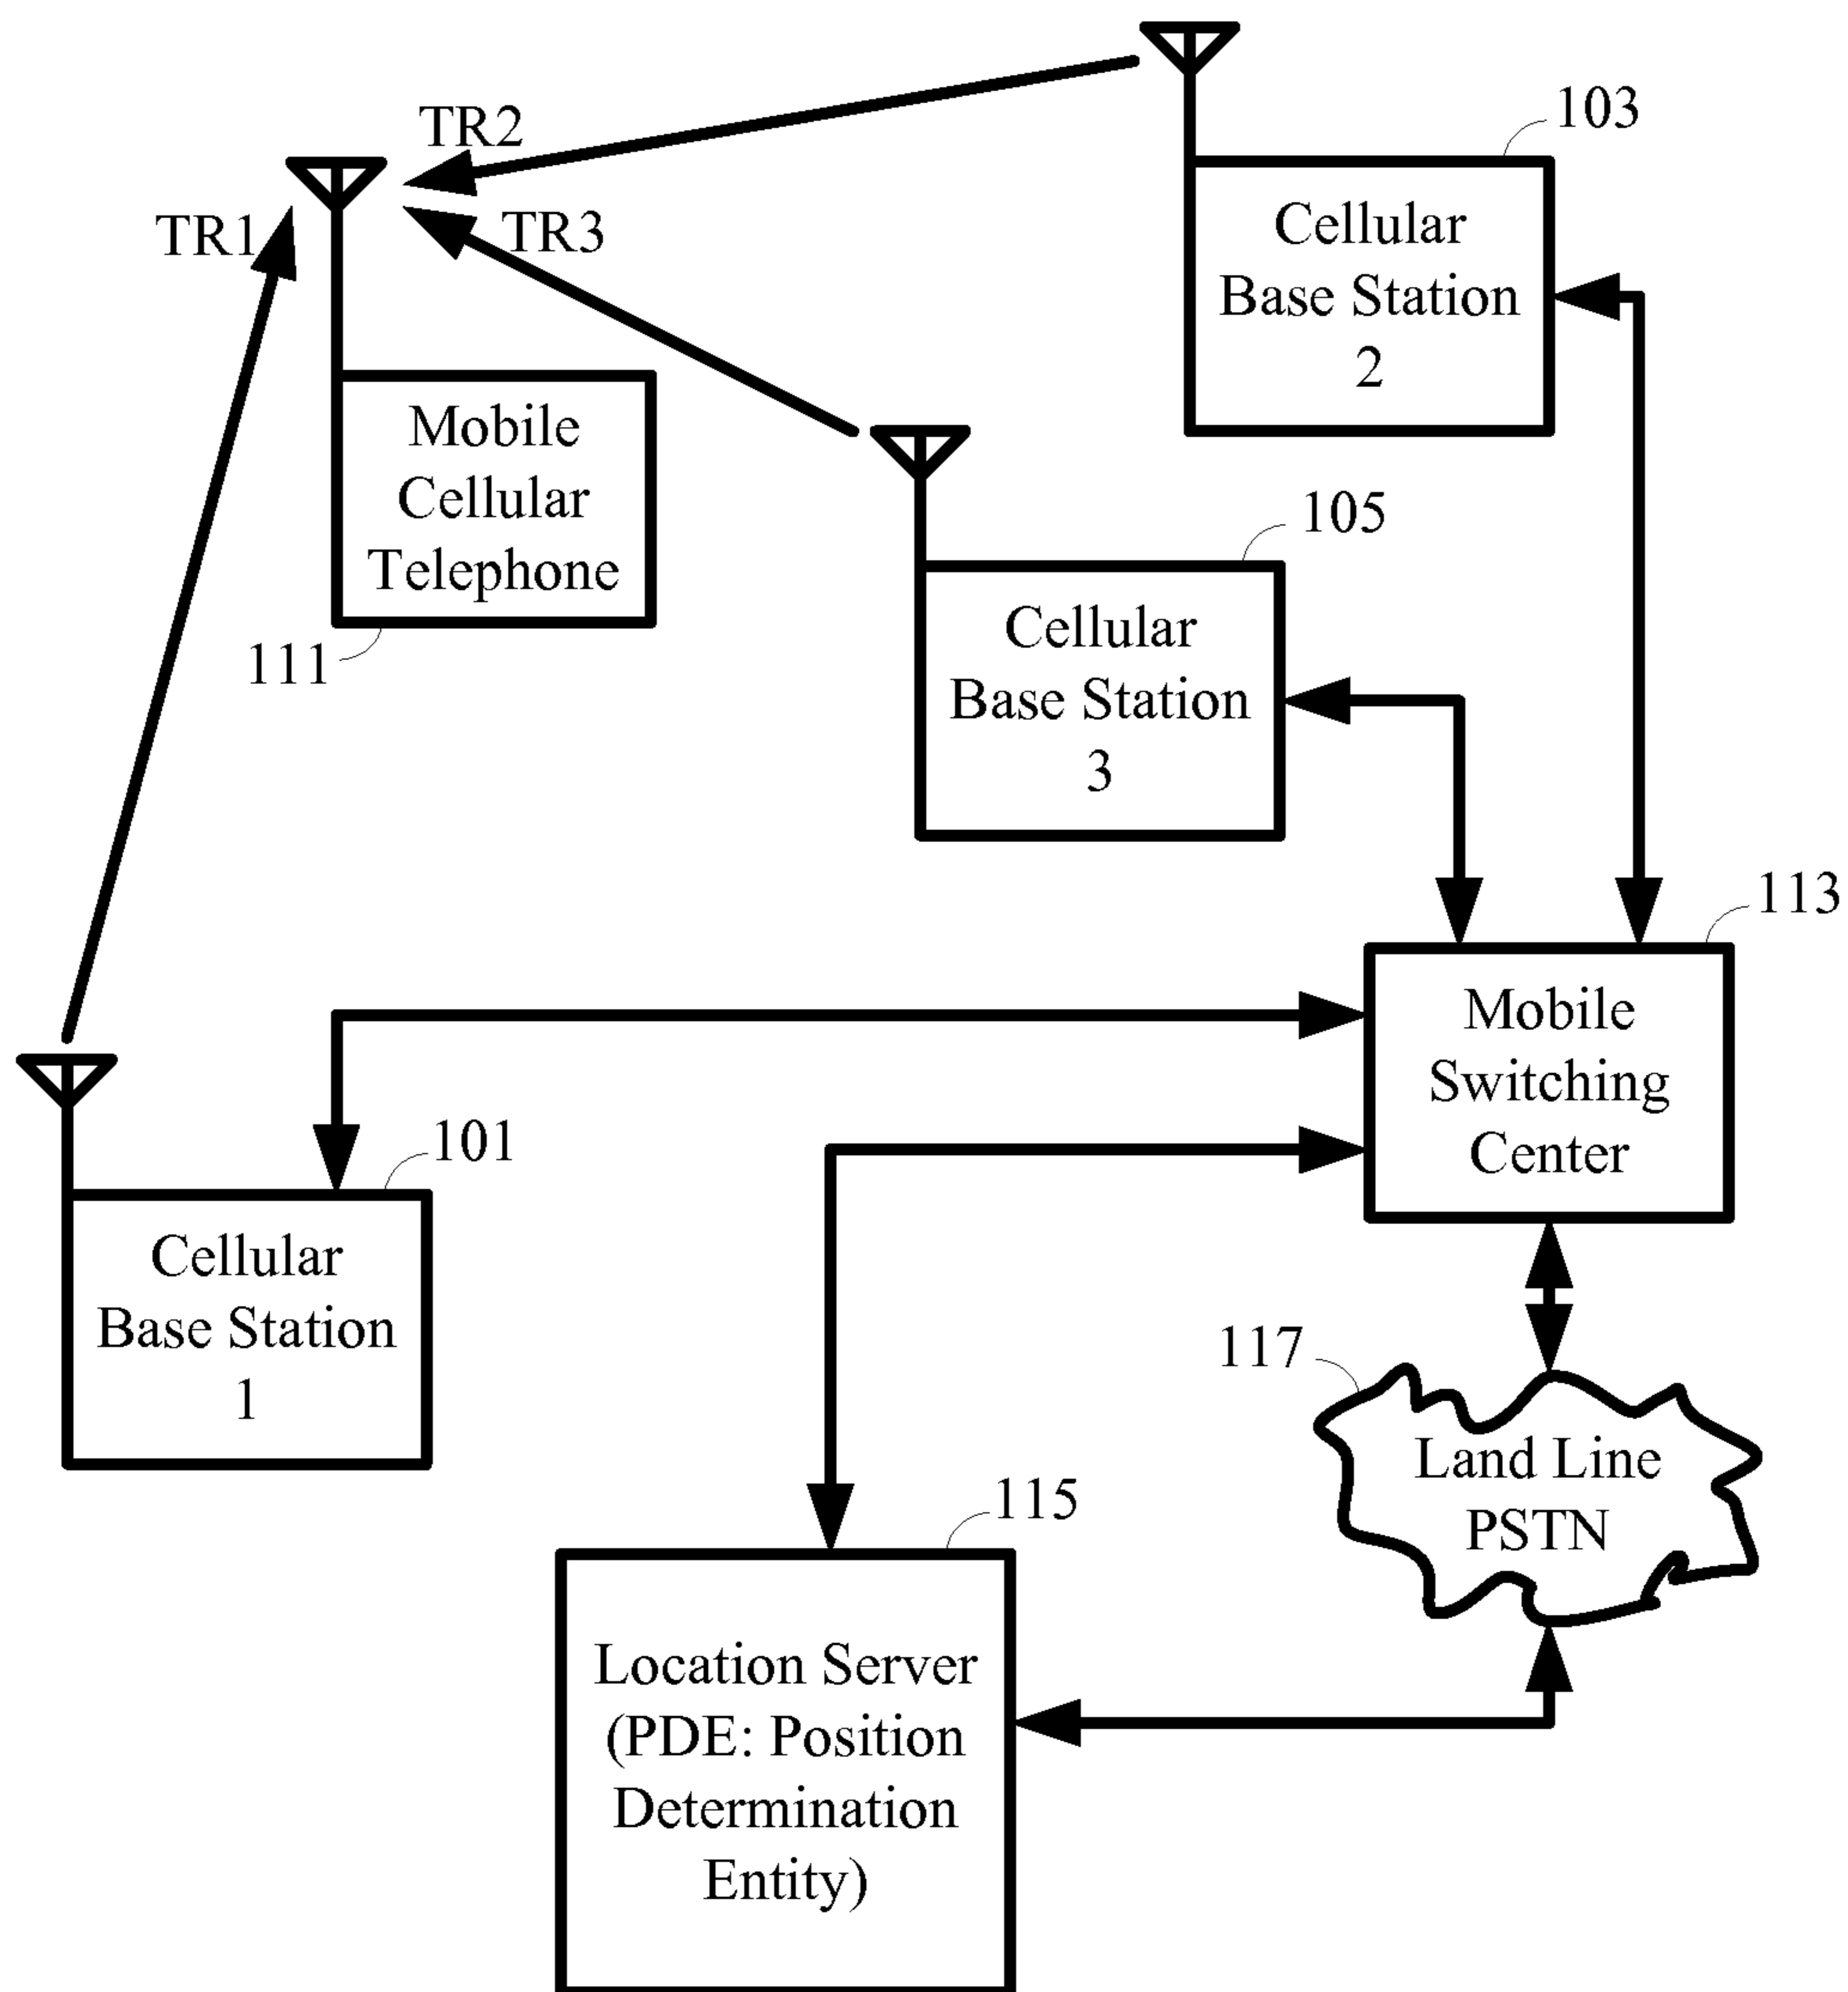 TR2
103
TR1
TR3
Cellular
Base Station
2
Mobile
Cellular
Telephone
111
105
Cellular
Base Station
3
113
Mobile
Switching
Center
101
Cellular
Base Station
1
117
Land Line
PSTN
115
Location Server
(PDE: Position
Determination
Entity)